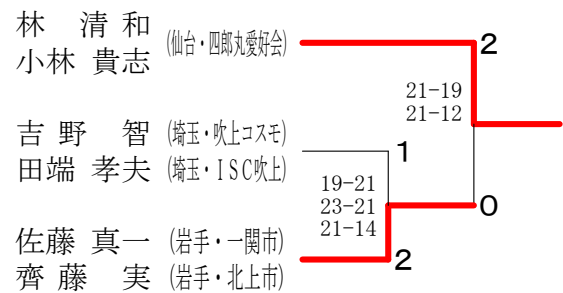 林 清和 (仙台・四郎丸愛好会)
小林 貴志
2
21-19
21-12
吉野 智 (埼玉・吹上コスモ)
田端 孝夫 (埼玉・ISC吹上)
1
19-21
23-21
21-14
0
佐藤 真一 (岩手・一関市)
齊藤 実 (岩手・北上市)
2